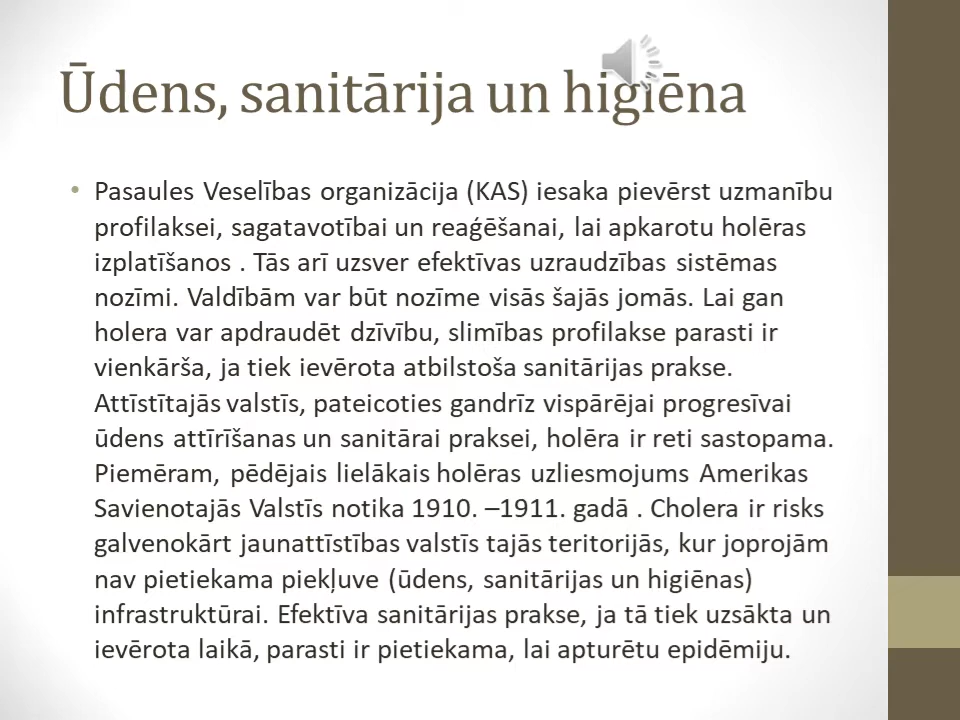 Ūdens, sanitārija un higiēna
• Pasaules Veselības organizācija (KAS) iesaka pievērst uzmanību
profilaksei, sagatavotībai un reaģēšanai, lai apkarotu holēras
izplatīšanos . Tās arī uzsver efektīvas uzraudzības sistēmas
nozīmi. Valdībām var būt nozīme visās šajās jomās. Lai gan
holera var apdraudēt dzīvību, slimības profilakse parasti ir
vienkārša, ja tiek ievērota atbilstoša sanitārijas prakse.
Attīstītajās valstīs, pateicoties gandrīz vispārējai progresīvai
ūdens attīrīšanas un sanitārai praksei, holēra ir reti sastopama.
Piemēram, pēdējais lielākais holēras uzliesmojums Amerikas
Savienotajās Valstīs notika 1910. –1911. gadā . Cholera ir risks
galvenokārt jaunattīstības valstīs tajās teritorijās, kur joprojām
nav pietiekama piekļuve (ūdens, sanitārijas un higiēnas)
infrastruktūrai. Efektīva sanitārijas prakse, ja tā tiek uzsākta un
ievērota laikā, parasti ir pietiekama, lai apturētu epidēmiju.